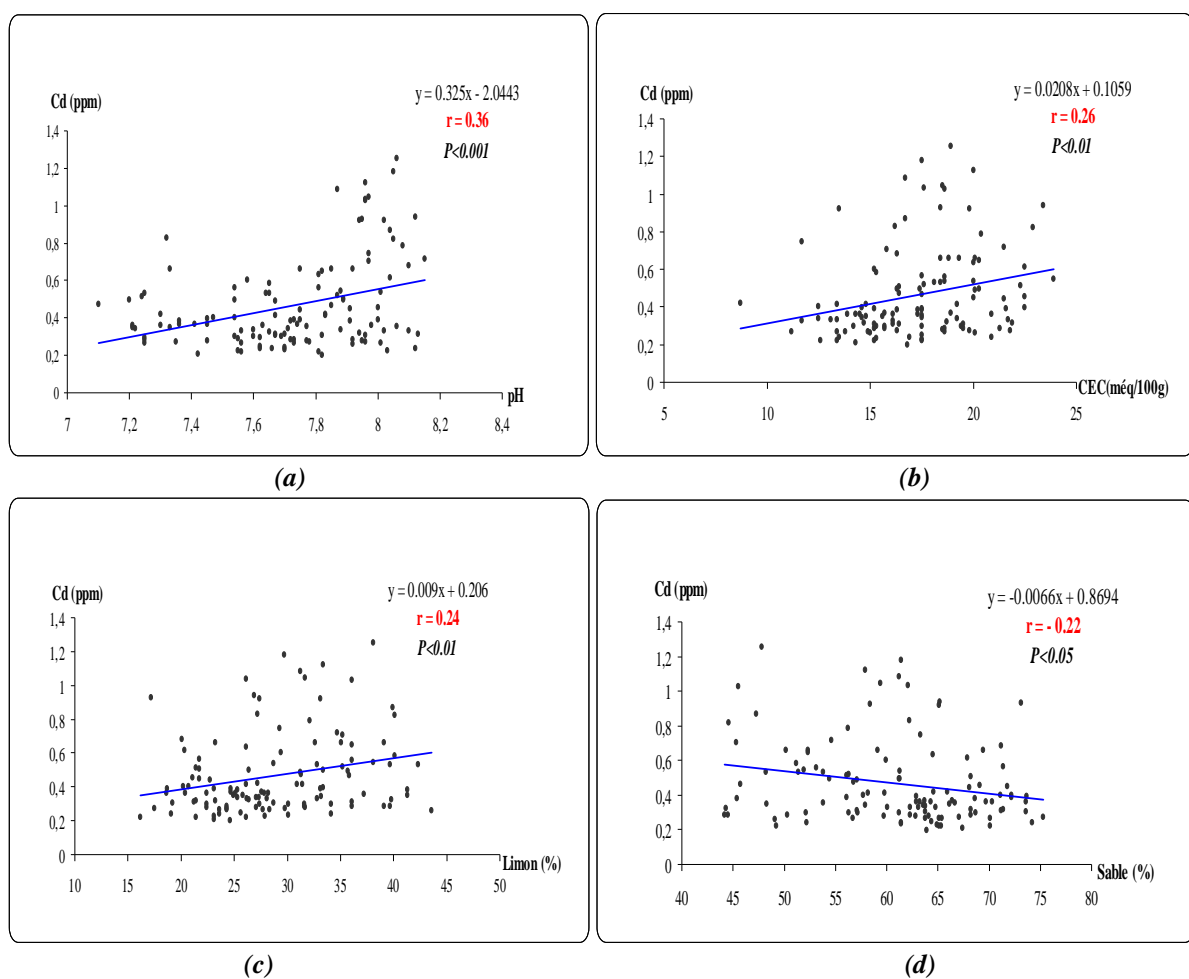 y = 0.325x - 2.0443
Cd (ppm)
r = 0.36
P<0.001
1,4
1,2
1
0,8
0,6
0,4
0,2
0
7
7,2
7,4
7,6
7,8
8
8,2
8,4
pH
(a)
y = 0.0208x + 0.1059
Cd (ppm)
r = 0.26
P<0.01
1,4
1,2
1
0,8
0,6
0,4
0,2
0
CEC(méq/100g)
5
10
15
20
25
(b)
y = 0.009x + 0.206
Cd (ppm)
r = 0.24
P<0.01
1,4
1,2
1
0,8
0,6
0,4
0,2
0
Limon (%)
10
20
30
40
50
(c)
y = -0.0066x + 0.8694
Cd (ppm)
r = - 0.22
P<0.05
1,4
1,2
1
0,8
0,6
0,4
0,2
0
Sable (%)
40
45
50
55
60
65
70
75
80
(d)